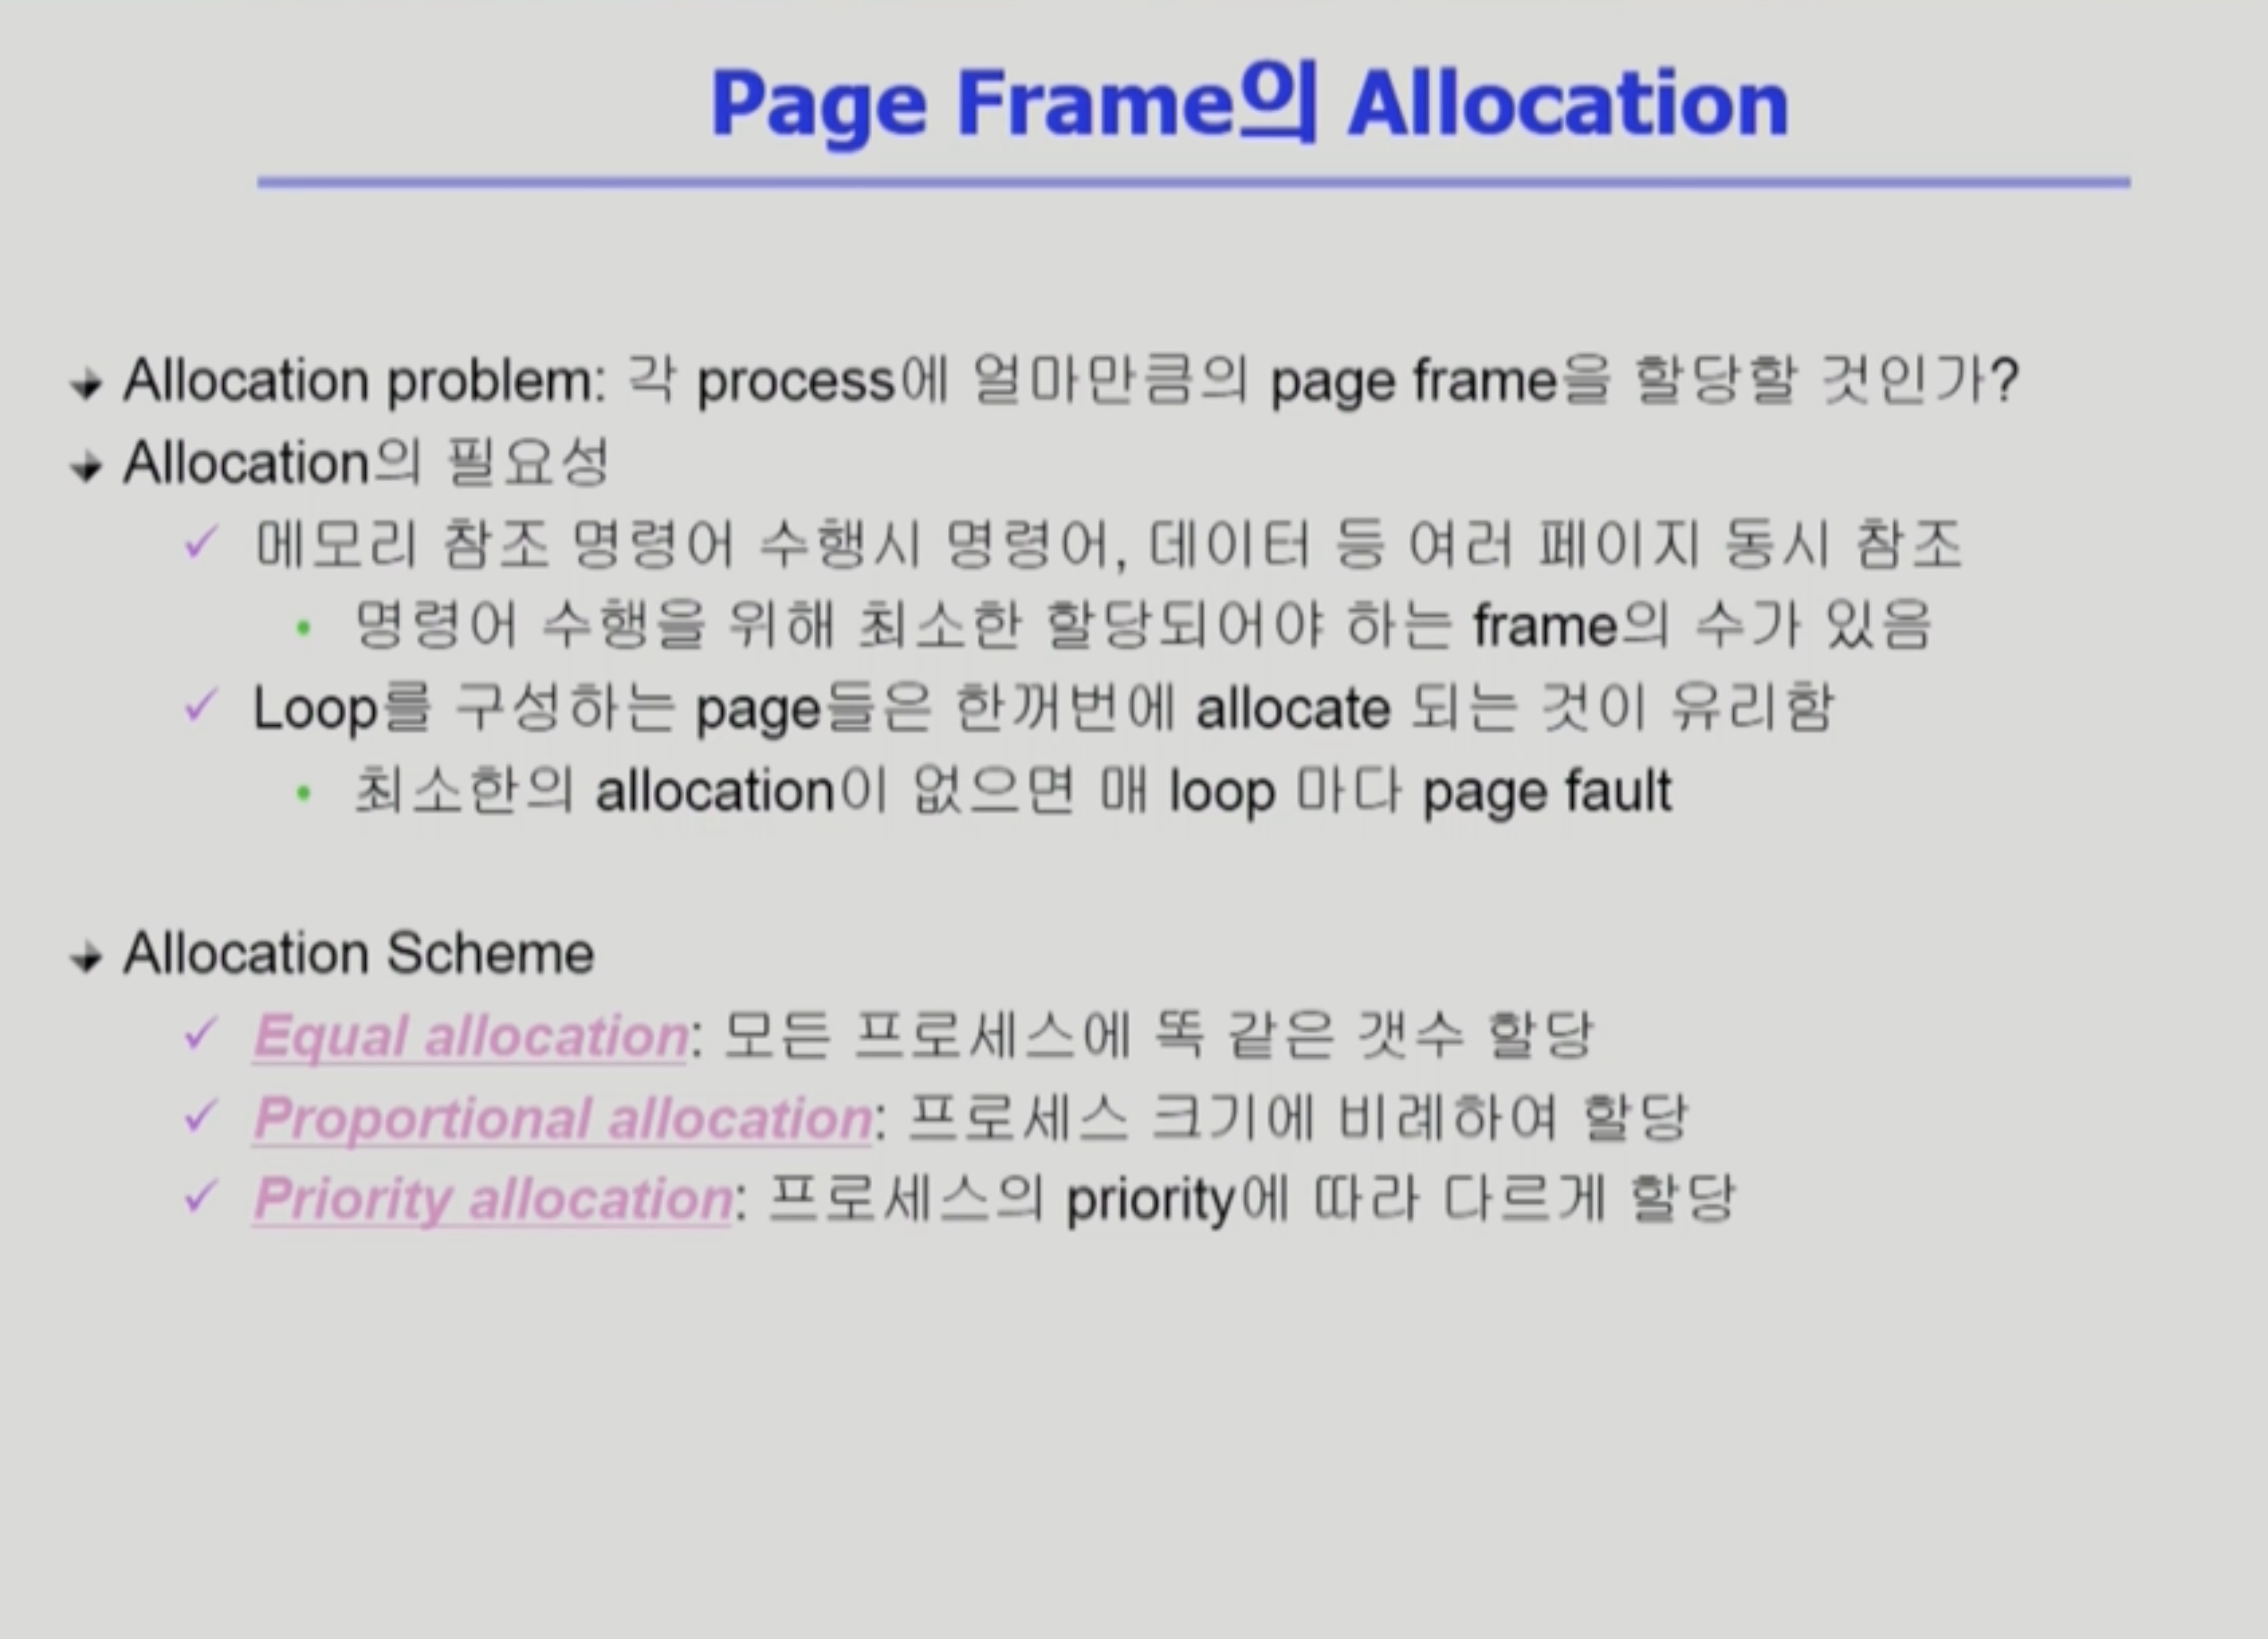 Page Frame의 Allocation
Allocation problem: 각 process에 얼마만큼의 page frame을 할당할 것인가?
Allocation의 필요성
메모리 참조 명령어 수행시 명령어, 데이터 등 여러 페이지 동시 참조
명령어 수행을 위해 최소한 할당되어야 하는 frame의 수가 있음
Loop를 구성하는 page들은 한꺼번에 allocate 되는 것이 유리함
최소한의 allocation이 없으면 매 loop 마다 page fault
Allocation Scheme
Equal allocation: 모든 프로세스에 똑 같은 갯수 할당
Proportional allocation: 프로세스 크기에 비례하여 할당
Priority allocation: 프로세스의 priority에 따라 다르게 할당